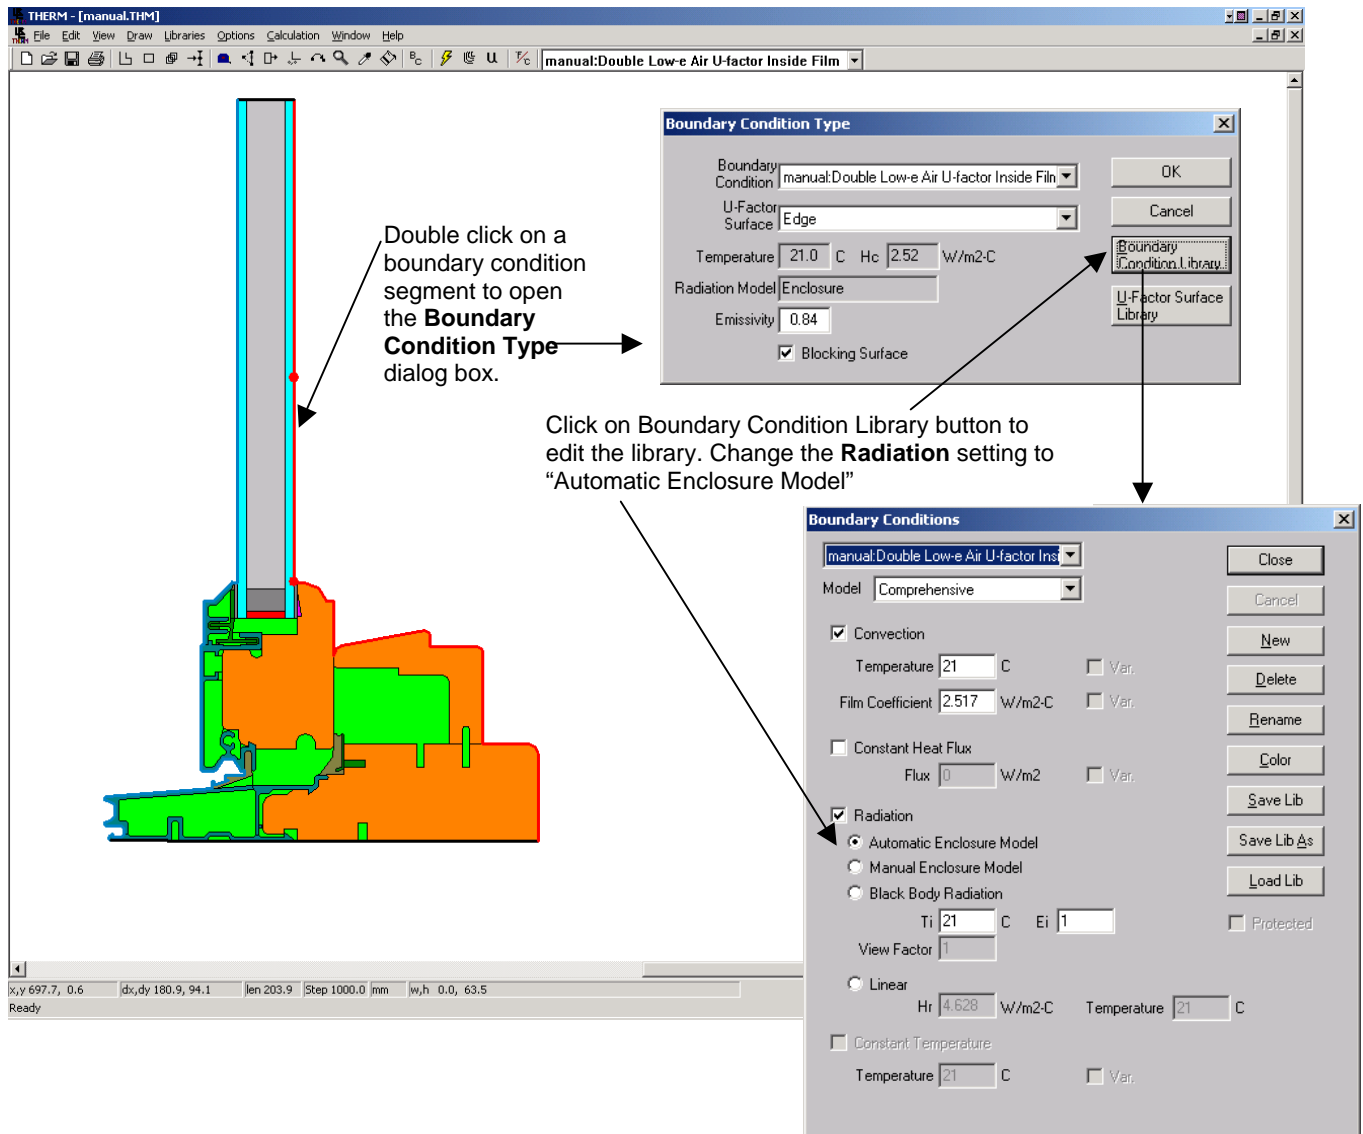 THERM - [manual.THM]
File Edit View Draw Libraries Options Calculation Window Help
manual:Double Low-e Air U-factor Inside Film
Double click on a
boundary condition
segment to open
the Boundary
Condition Type
dialog box.
Boundary Condition Type
Boundary
Condition
manual:Double Low-e Air U-factor Inside Film
OK
U-Factor
Surface
Edge
Cancel
Temperature 21.0 C Hc 2.52 W/m2-C
Boundary
Condition Library
Radiation Model Enclosure
U-Factor Surface
Library
Emissivity 0.84
Blocking Surface
Click on Boundary Condition Library button to
edit the library. Change the Radiation setting to
“Automatic Enclosure Model”
Boundary Conditions
manual:Double Low-e Air U-factor Insi
Close
Model Comprehensive
Cancel
Convection
New
Temperature 21 C Var.
Delete
Film Coefficient 2.517 W/m2-C Var.
Rename
Constant Heat Flux
Color
Flux 0 W/m2 Var.
Save Lib
Radiation
Automatic Enclosure Model
Save Lib As
Manual Enclosure Model
Load Lib
Black Body Radiation
Ti 21 C Ei 1
Protected
View Factor 1
Linear
Hr 4.628 W/m2-C Temperature 21 C
Constant Temperature
Temperature 21 C Var.
x,y 697.7, 0.6 dx,dy 180.9, 94.1 len 203.9 Step 1000.0 mm w,h 0.0, 63.5
Ready